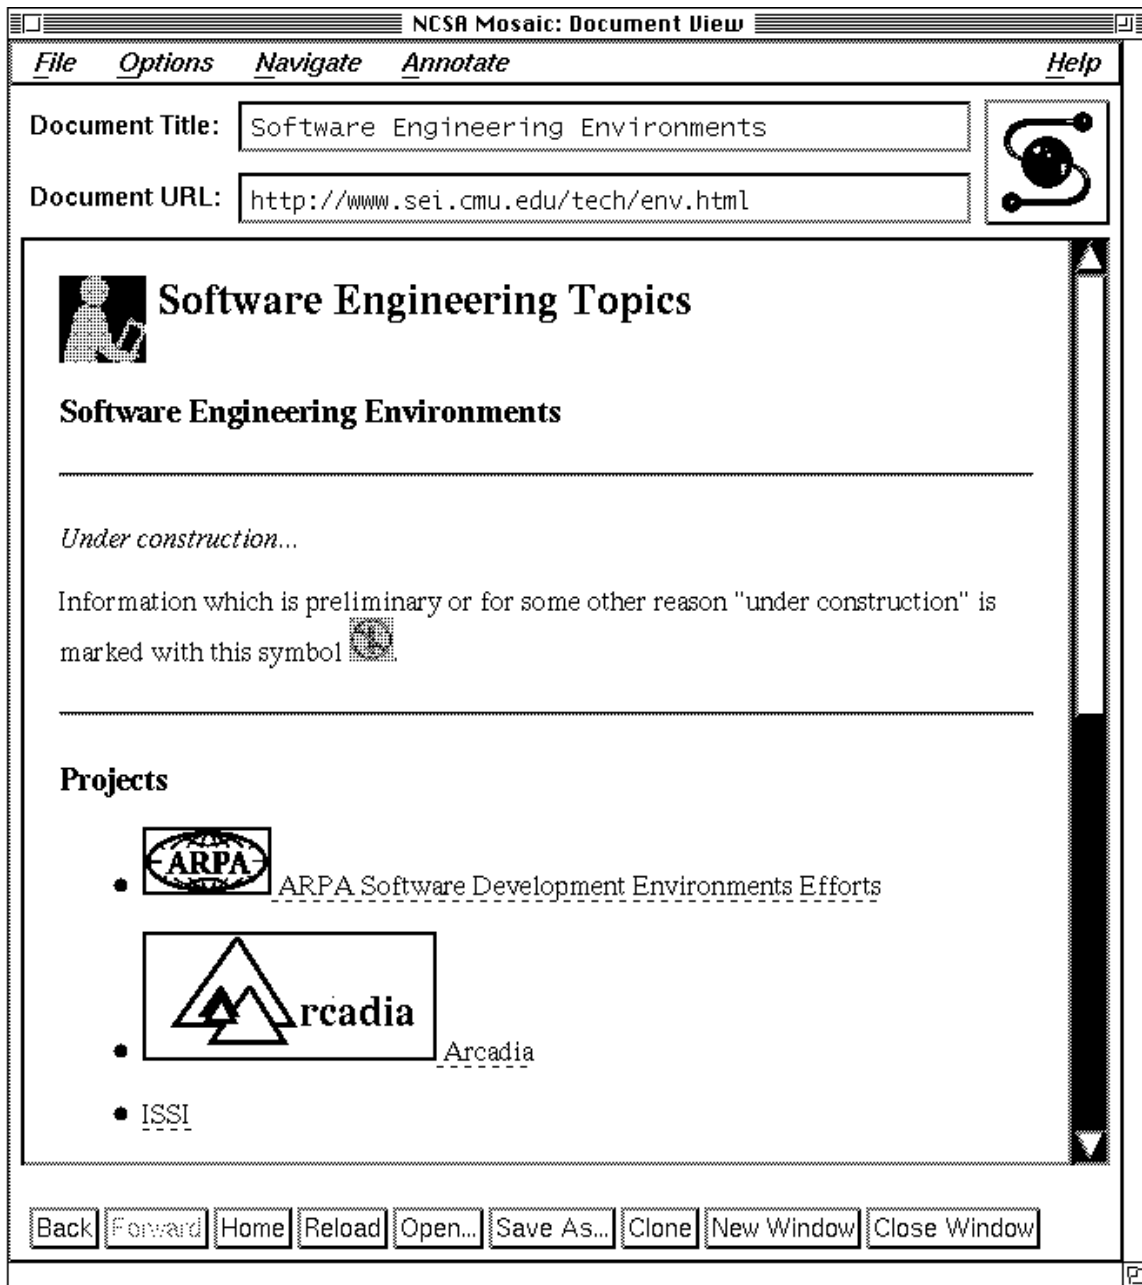 NCSA Mosaic: Document View
File Options Navigate Annotate Help
Document Title: Software Engineering Environments
Document URL: http://www.sei.cmu.edu/tech/env.html
Software Engineering Topics
Software Engineering Environments
Under construction...
Information which is preliminary or for some other reason "under construction" is
marked with this symbol .
Projects
ARPA ARPA Software Development Environments Efforts
Arcadia Arcadia
ISSI
Back Forward Home Reload Open... Save As... Clone New Window Close Window